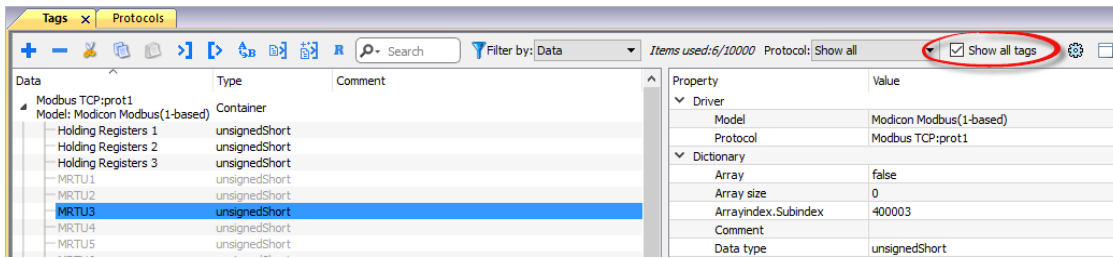 Tags x Protocols
Search Filter by: Data Items used:6/10000 Protocol: Show all Show all tags
Data Type Comment Property Value
Modbus TCP:prot1
Model: Modicon Modbus(1-based) Container
Driver
Model Modicon Modbus(1-based)
Holding Registers 1 unsignedShort
Protocol Modbus TCP:prot1
Holding Registers 2 unsignedShort
Dictionary
Holding Registers 3 unsignedShort
Array false
MRTU1 unsignedShort
Array size 0
MRTU2 unsignedShort
MRTU3 unsignedShort
Arrayindex.Subindex 400003
MRTU4 unsignedShort
Comment
MRTU5 unsignedShort
Data type unsignedShort